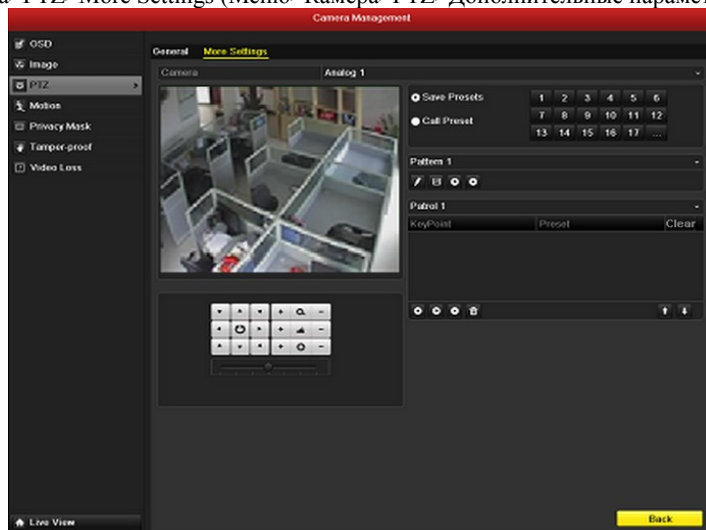 PTZ> More Settings (Меню> Камера> PTZ> Дополнительные парамет
Camera Management
OSD
Image
PTZ
Motion
Privacy Mask
Tamper-proof
Video Loss
Live View
General More Settings
Camera Analog 1
Save Presets
Call Preset
1 2 3 4 5 6
7 8 9 10 11 12
13 14 15 16 17 ...
Pattern 1
Patrol 1
KeyPoint Preset Clear
Back